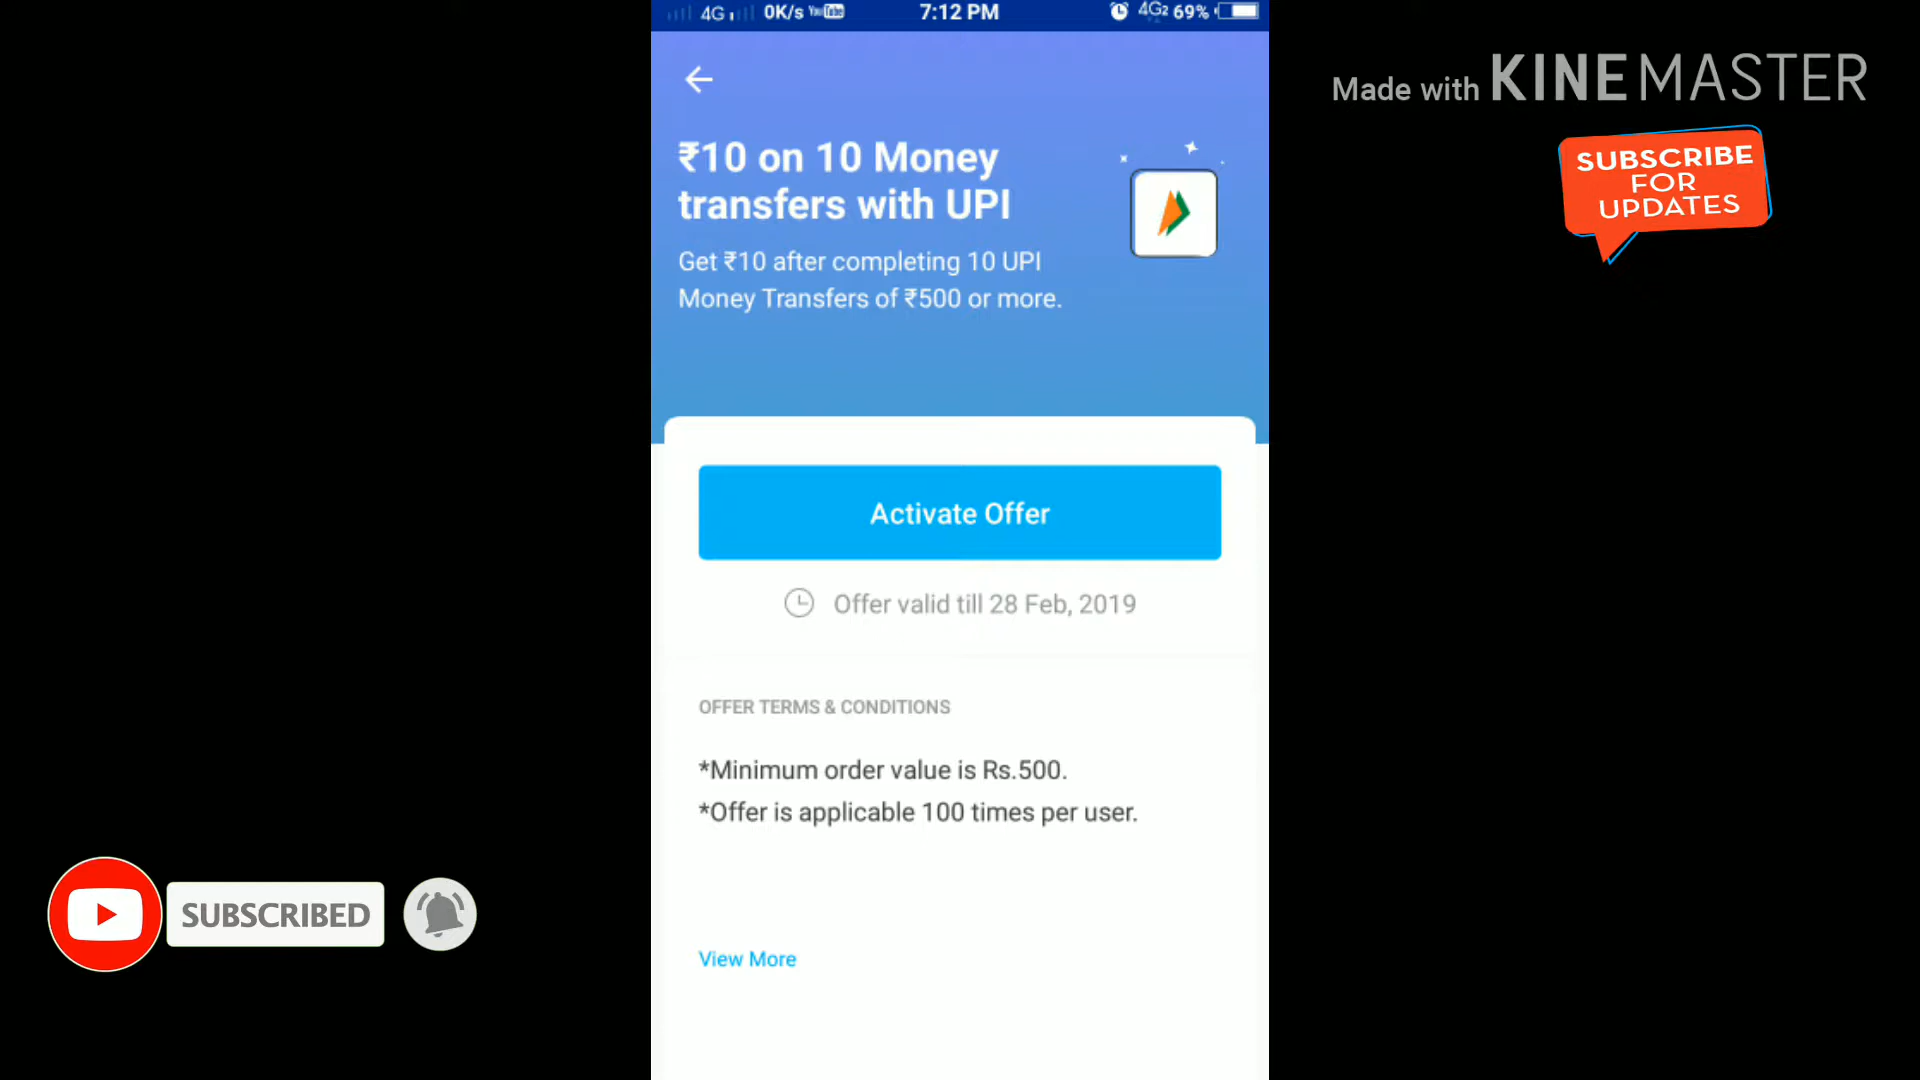 4G 0K/s YouTube 7:12 PM 4G2 69%
Made with KINEMASTER
SUBSCRIBE
FOR
UPDATES
₹10 on 10 Money
transfers with UPI
Get ₹10 after completing 10 UPI
Money Transfers of ₹500 or more.
Activate Offer
Offer valid till 28 Feb, 2019
OFFER TERMS & CONDITIONS
*Minimum order value is Rs.500.
*Offer is applicable 100 times per user.
SUBSCRIBED
View More